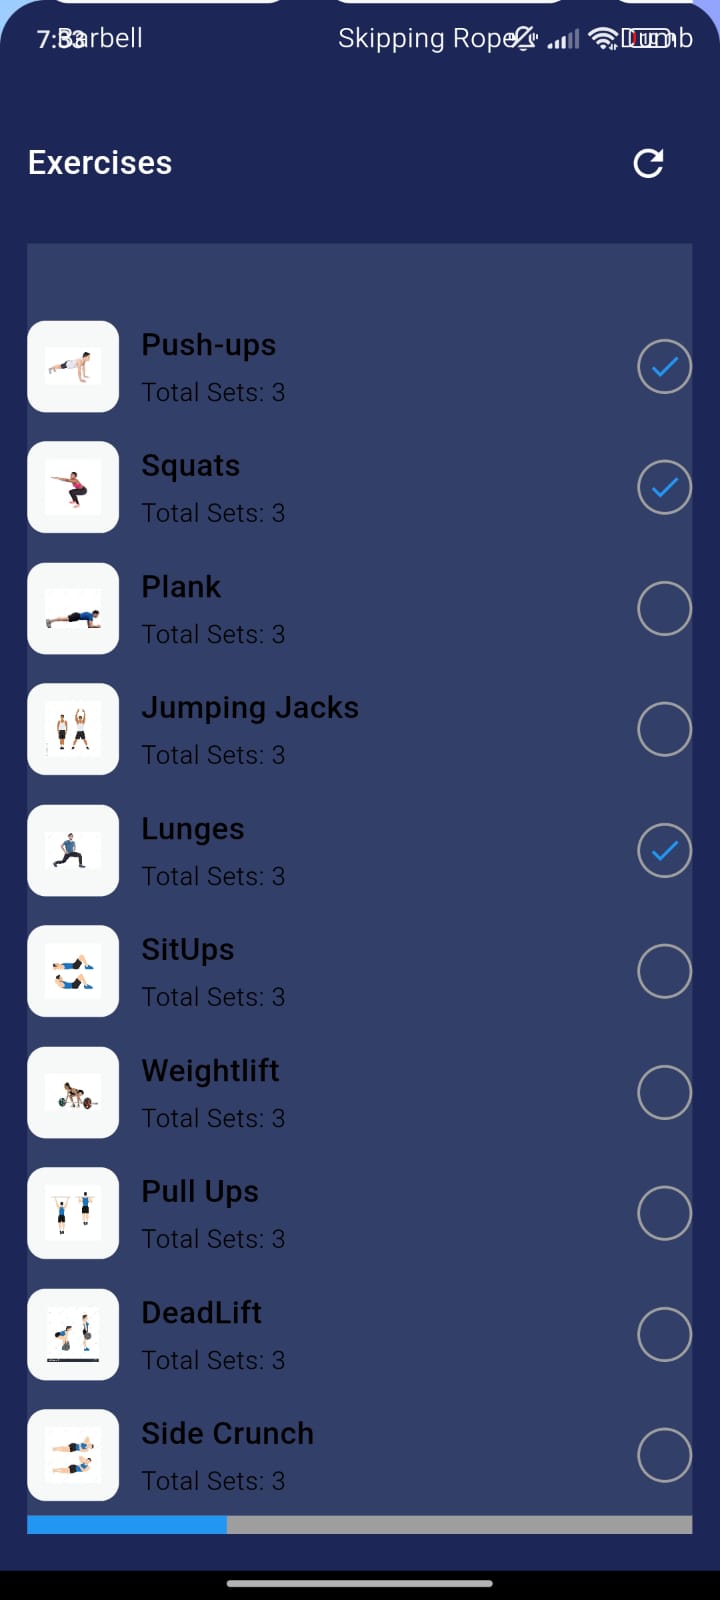 7:53
Barbell
Skipping Rope
Dumb
Exercises
Push-ups
Total Sets: 3
Squats
Total Sets: 3
Plank
Total Sets: 3
Jumping Jacks
Total Sets: 3
Lunges
Total Sets: 3
SitUps
Total Sets: 3
Weightlift
Total Sets: 3
Pull Ups
Total Sets: 3
DeadLift
Total Sets: 3
Side Crunch
Total Sets: 3